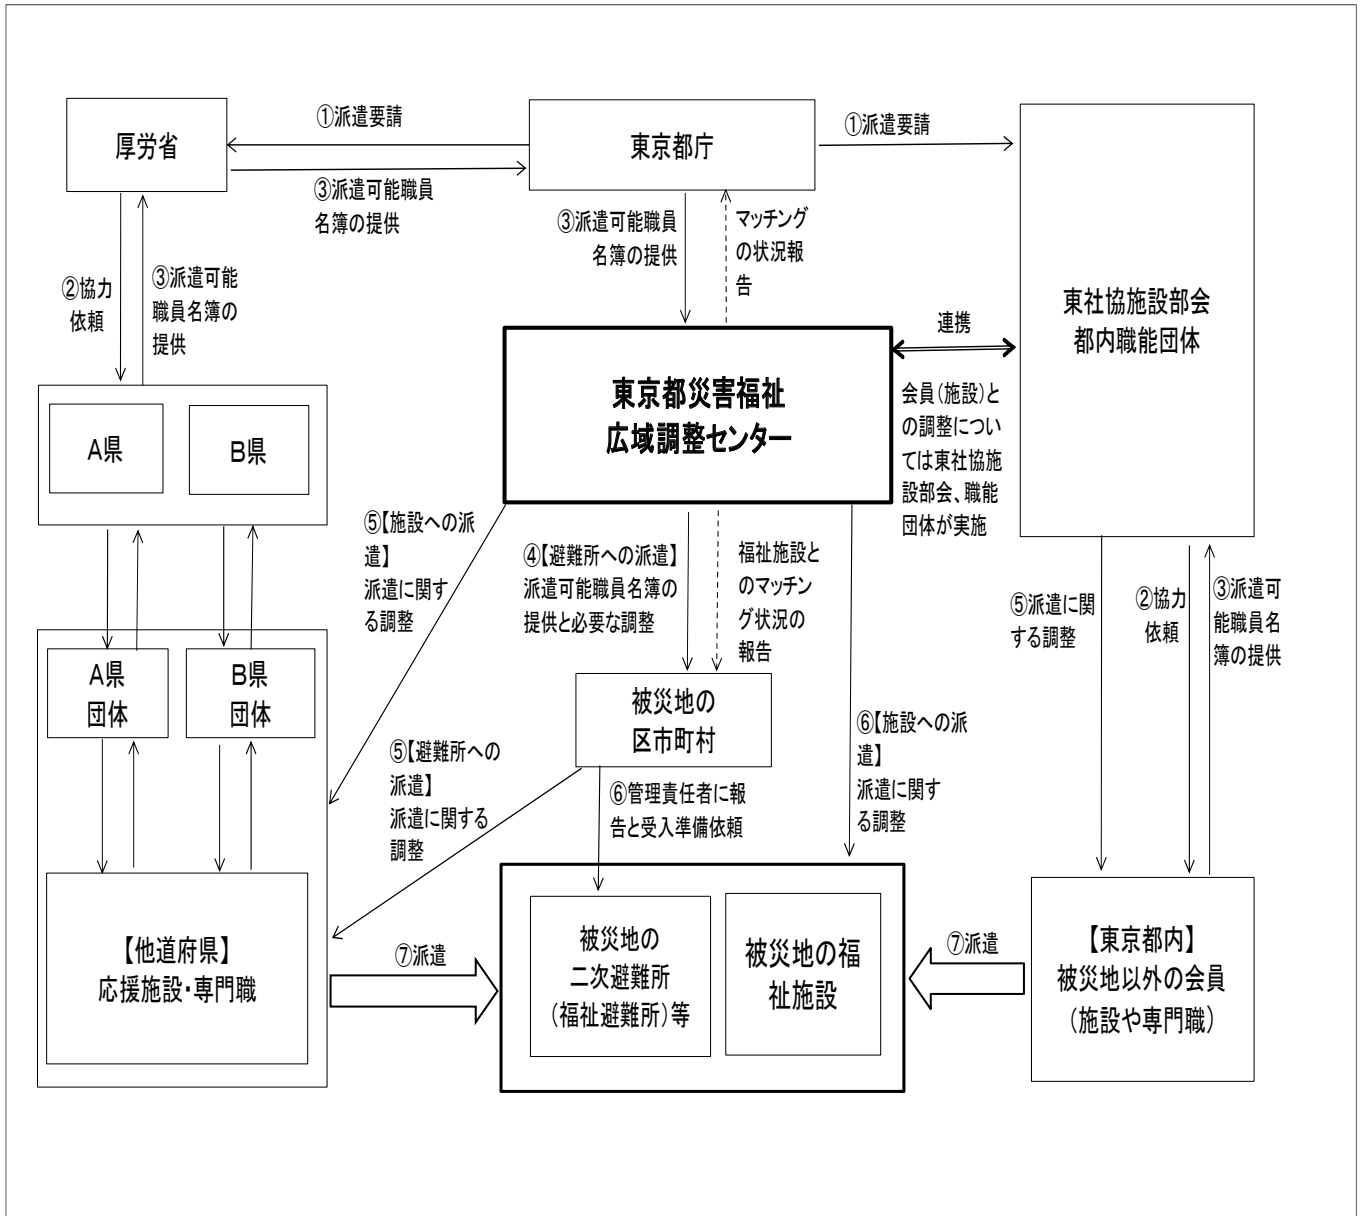 厚労省
①派遣要請
③派遣可能職員
名簿の提供
東京都庁
①派遣要請
東社協施設部会
都内職能団体
②協力
依頼
③派遣可能
職員名簿の
提供
③派遣可能職員
名簿の提供
マッチング
の状況報
告
A県
B県
東京都災害福祉
広域調整センター
連携
会員(施設)と
の調整につい
ては東社協施
設部会、職能
団体が実施
⑤【施設への派
遣】
派遣に関す
る調整
④【避難所への派遣】
派遣可能職員名簿の
提供と必要な調整
福祉施設と
のマッチン
グ状況の
報告
⑤派遣に関
する調整
②協力
依頼
③派遣可
能職員名
簿の提供
A県
団体
B県
団体
被災地の
区市町村
⑤【避難所への
派遣】
派遣に関する
調整
⑥管理責任者に報
告と受入準備依頼
⑥【施設への派
遣】
派遣に関す
る調整
【他道府県】
応援施設・専門職
⑦派遣
被災地の
二次避難所
(福祉避難所)等
被災地の福
祉施設
⑦派遣
【東京都内】
被災地以外の会員
(施設や専門職)